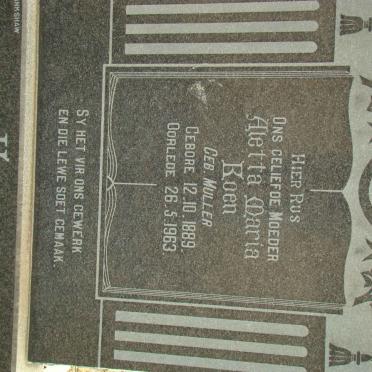 HIER RUS
ONS GELIEFDE MOEDER
Aletta Maria
Koen
GEB MULLER
GEBORE 12.10.1889.
OORLEDE 26.5.1963
SY HET VIR ONS GEWERK
EN DIE LEWE SOET GEMAAK.